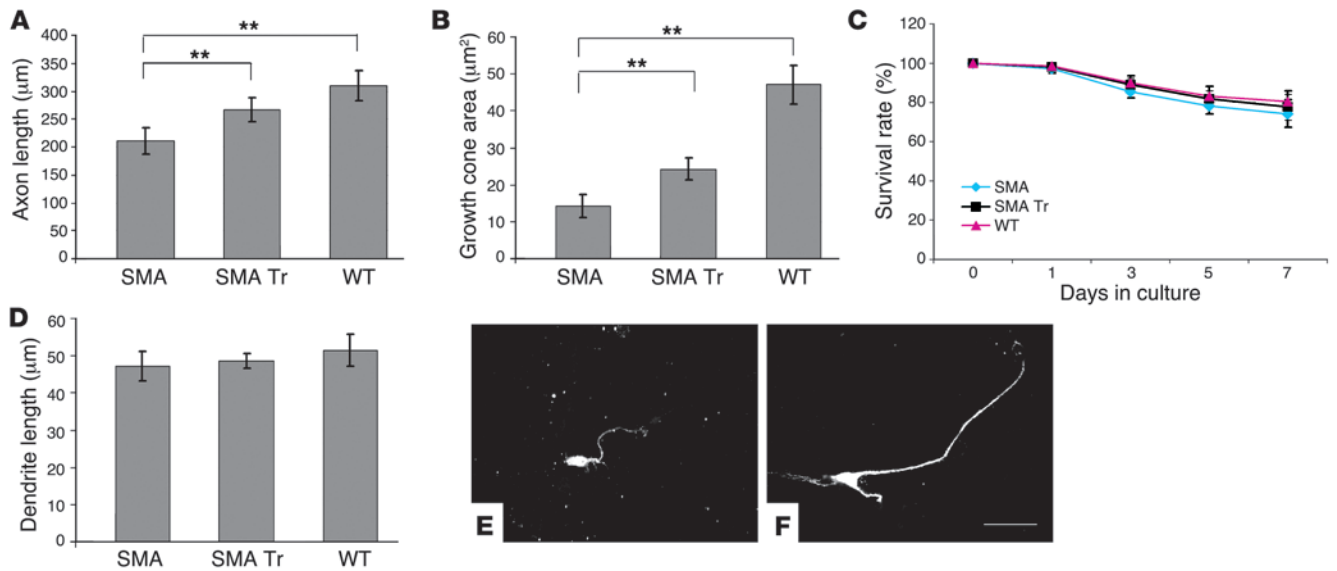 A
**
**
Axon length (μm)
400
350
300
250
200
150
100
50
0
SMA SMA Tr WT
B
**
**
Growth cone area (μm²)
60
50
40
30
20
10
0
SMA SMA Tr WT
C
Survival rate (%)
120
100
80
60
40
20
0
SMA
SMA Tr
WT
0 1 3 5 7
Days in culture
D
Dendrite length (μm)
60
50
40
30
20
10
0
SMA SMA Tr WT
E
F